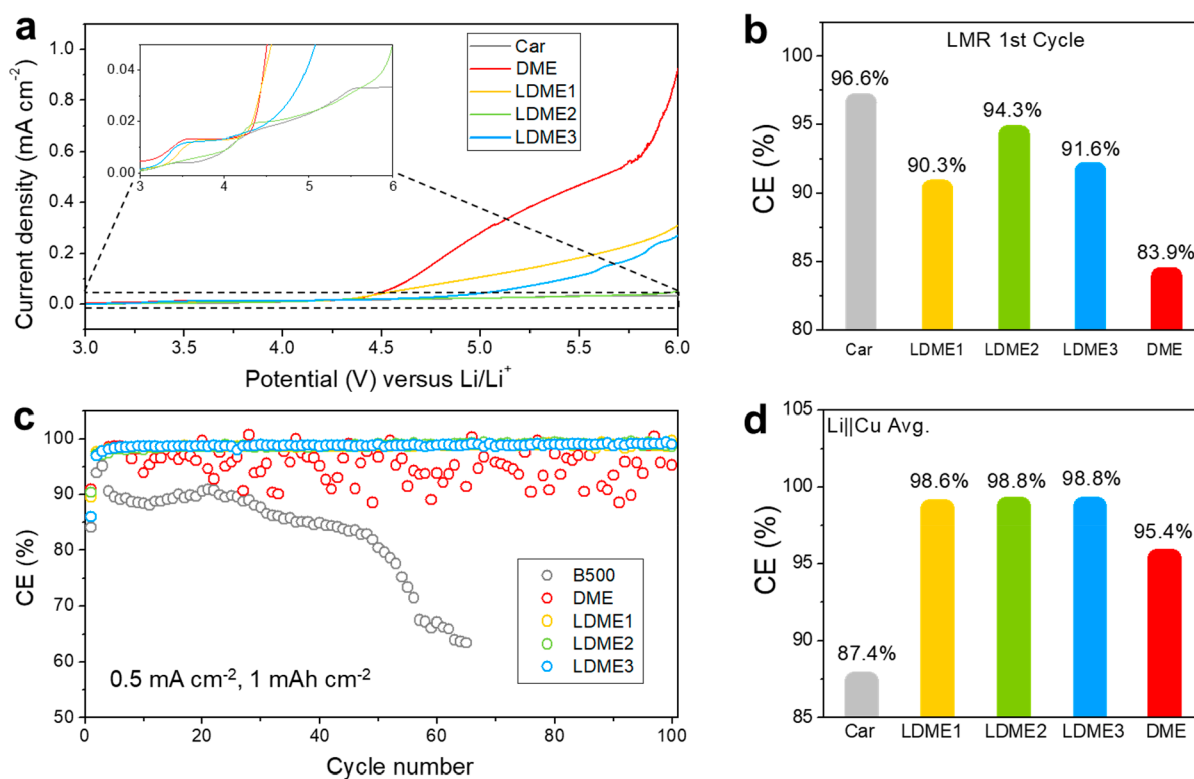 a
Current density (mA cm⁻²)
1.0
0.8
0.6
0.4
0.2
0.0
0.04
0.02
0.00
3 4 5 6
Car
DME
LDME1
LDME2
LDME3
3.0 3.5 4.0 4.5 5.0 5.5 6.0
Potential (V) versus Li/Li⁺
b
LMR 1st Cycle
CE (%)
100
95
90
85
80
96.6%
90.3%
94.3%
91.6%
83.9%
Car LDME1 LDME2 LDME3 DME
c
CE (%)
100
90
80
70
60
50
B500
DME
LDME1
LDME2
LDME3
0.5 mA cm⁻², 1 mAh cm⁻²
0 20 40 60 80 100
Cycle number
d
Li||Cu Avg.
CE (%)
105
100
95
90
85
87.4%
98.6%
98.8%
98.8%
95.4%
Car LDME1 LDME2 LDME3 DME